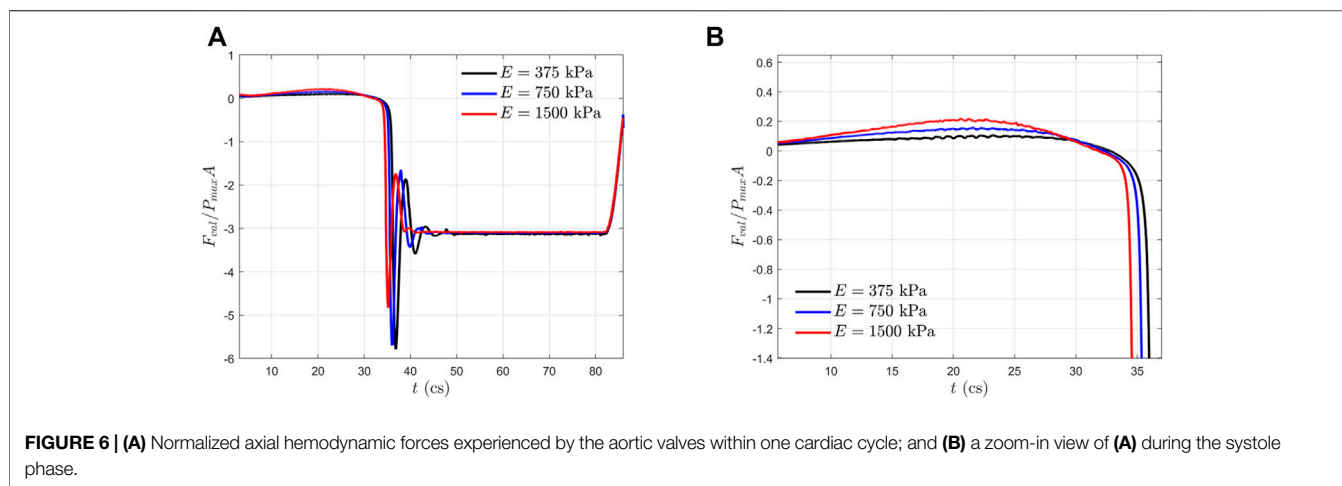 A
1
0
-1
-2
-3
-4
-5
-6
F_val/P_max A
E = 375 kPa
E = 750 kPa
E = 1500 kPa
10 20 30 40 50 60 70 80
t (cs)
B
0.6
0.4
0.2
0
-0.2
-0.4
-0.6
-0.8
-1
-1.2
-1.4
F_val/P_max A
E = 375 kPa
E = 750 kPa
E = 1500 kPa
10 15 20 25 30 35
t (cs)
FIGURE 6 | (A) Normalized axial hemodynamic forces experienced by the aortic valves within one cardiac cycle; and (B) a zoom-in view of (A) during the systole
phase.